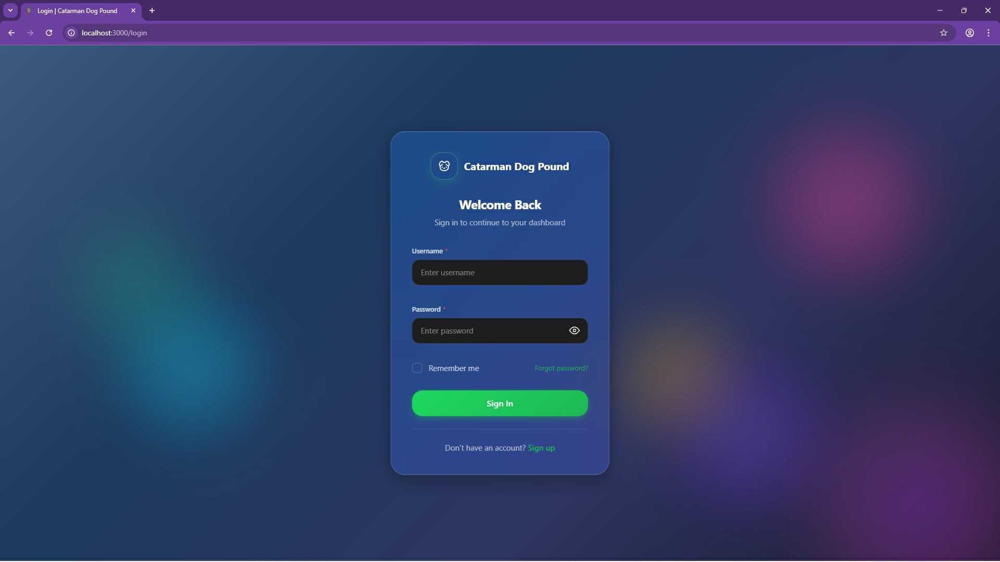 Login | Catarman Dog Pound
localhost:3000/login
Catarman Dog Pound
Welcome Back
Sign in to continue to your dashboard
Username *
Enter username
Password *
Enter password
Remember me
Forgot password?
Sign In
Don't have an account? Sign up